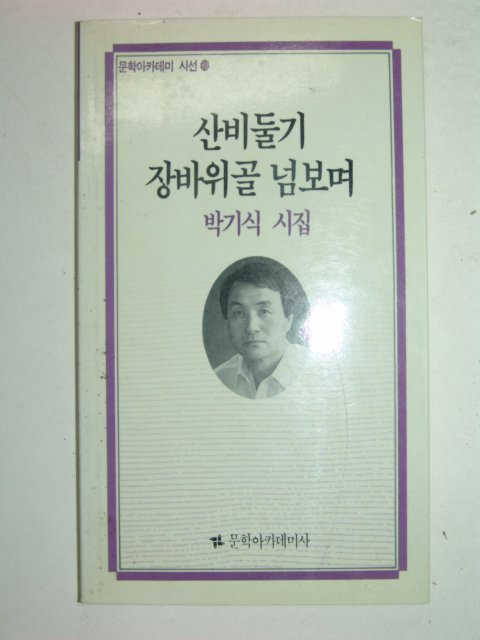 문학아카데미 시선
산비둘기
장바위골 넘보며
박기식 시집
문학아카데미사